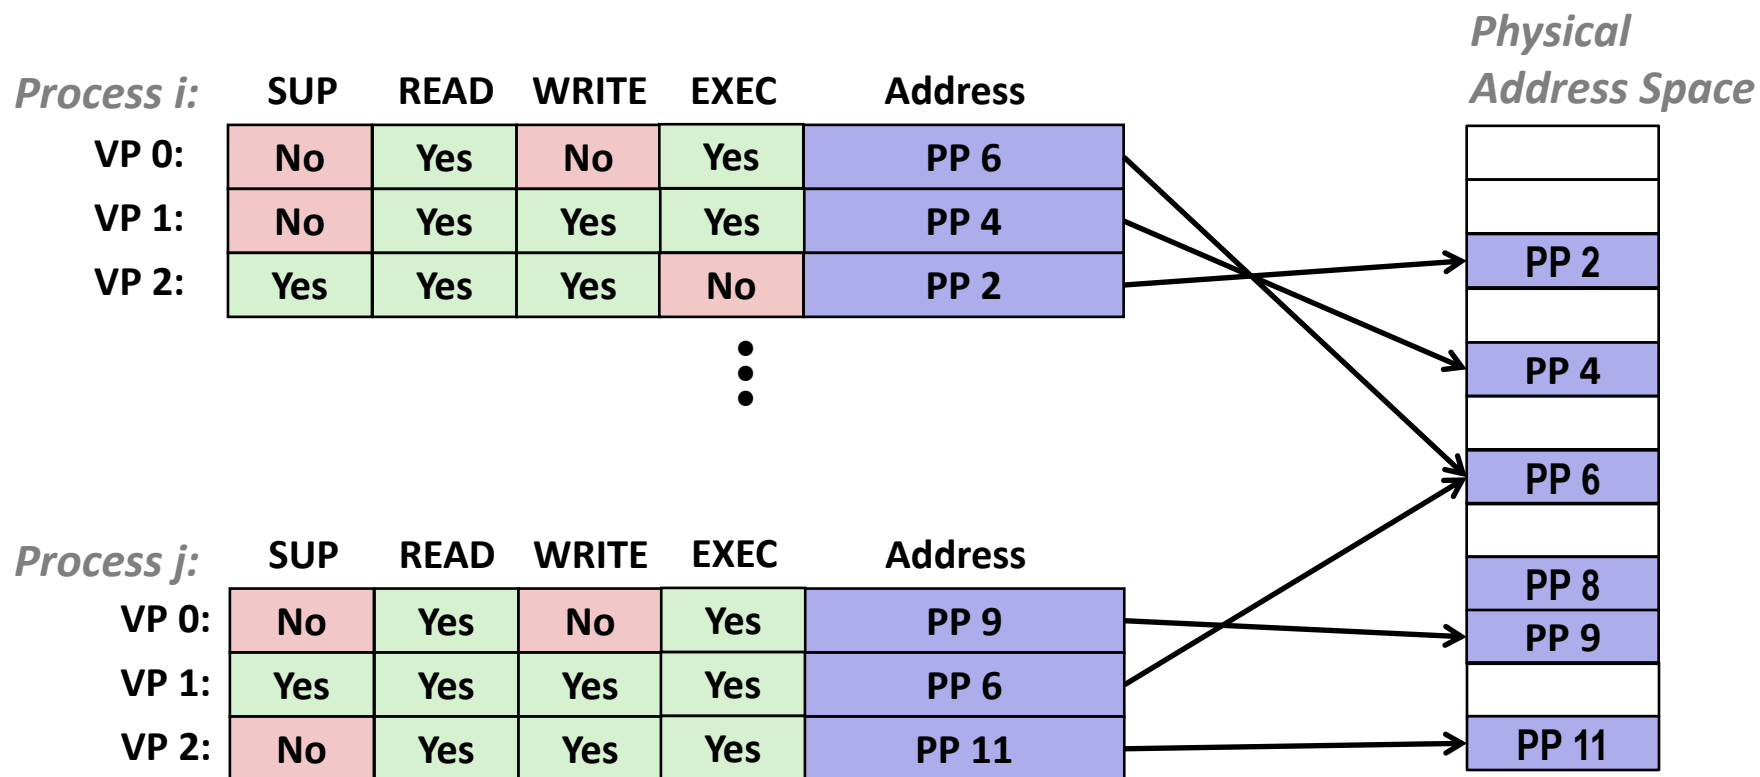 Physical
Address Space
Process i: SUP READ WRITE EXEC Address
VP 0: No Yes No Yes PP 6
VP 1: No Yes Yes Yes PP 4
VP 2: Yes Yes Yes No PP 2
PP 2
PP 4
PP 6
PP 8
PP 9
PP 11
Process j: SUP READ WRITE EXEC Address
VP 0: No Yes No Yes PP 9
VP 1: Yes Yes Yes Yes PP 6
VP 2: No Yes Yes Yes PP 11